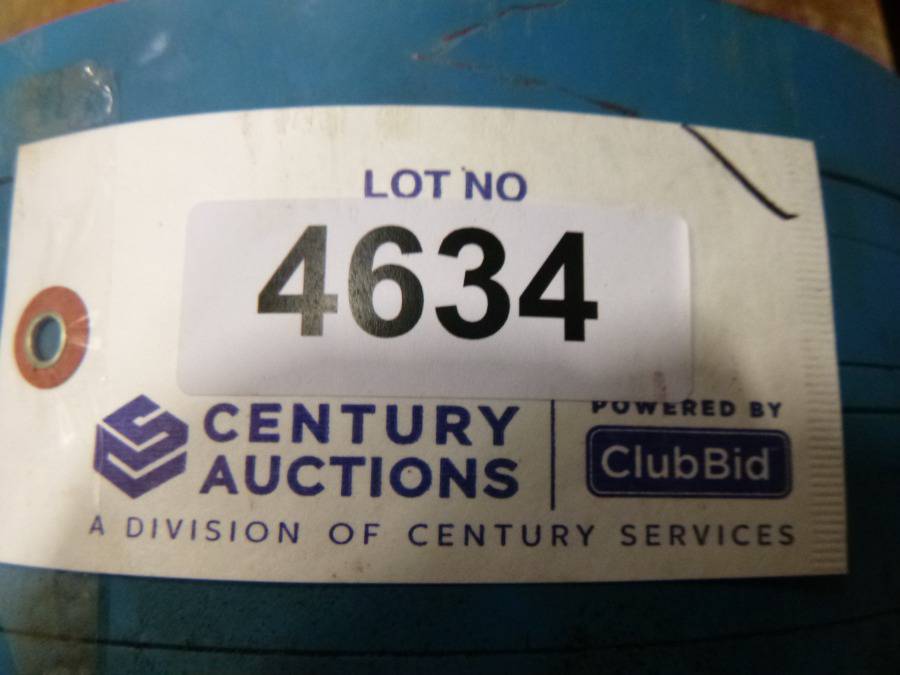 LOT NO
4634
CENTURY
AUCTIONS
POWERED BY
ClubBid
A DIVISION OF CENTURY SERVICES